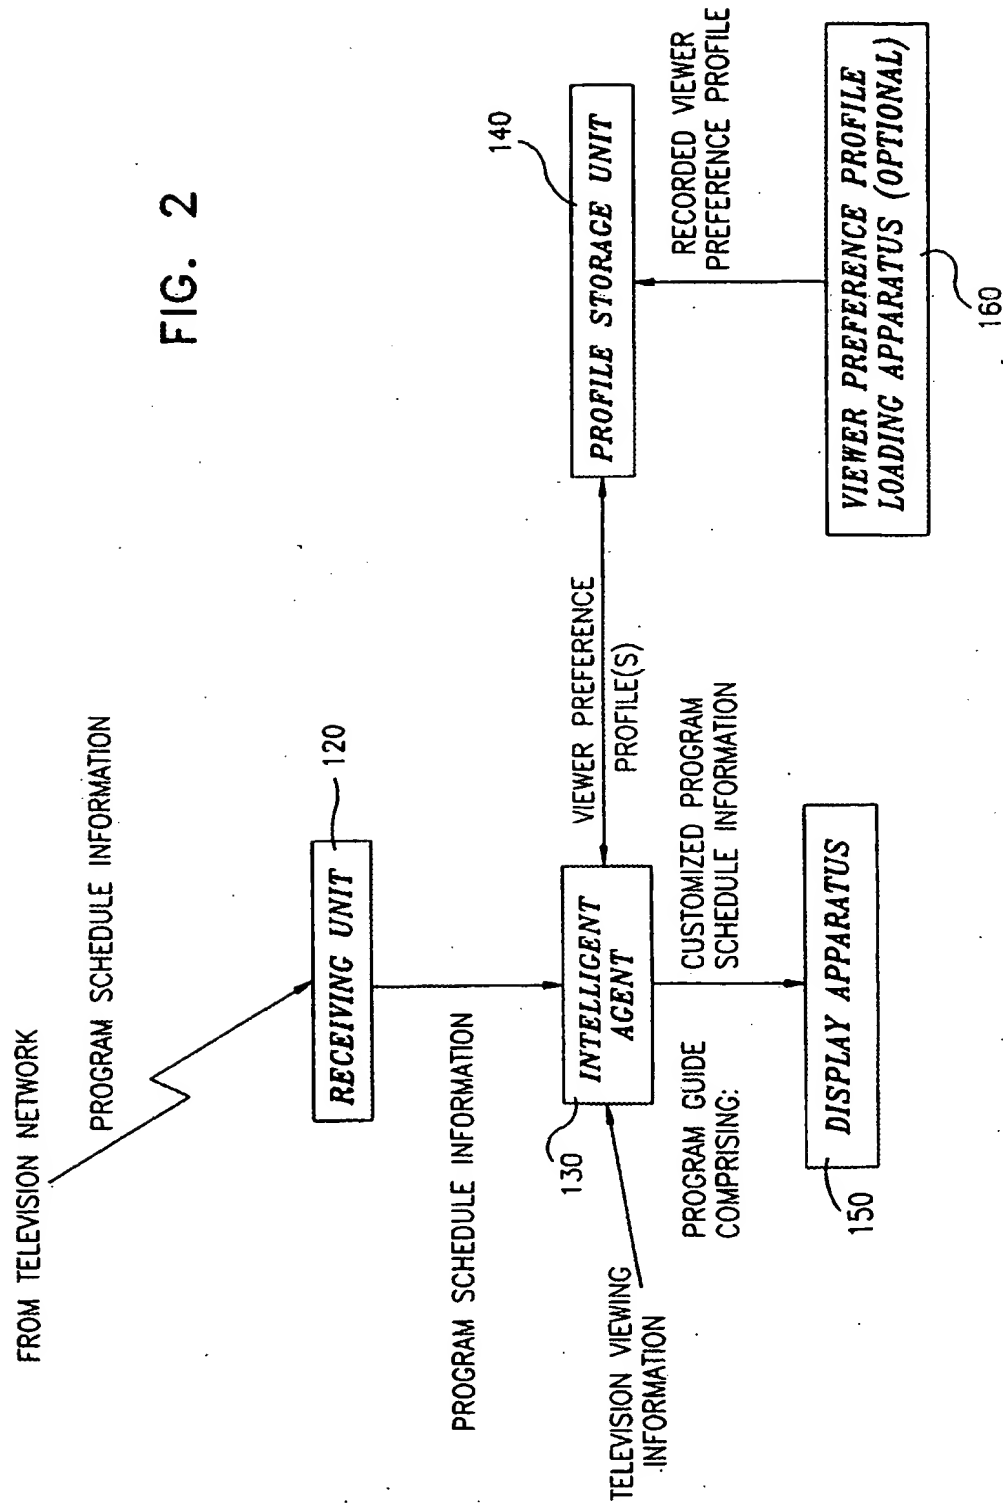 FIG. 2
FROM TELEVISION NETWORK
PROGRAM SCHEDULE INFORMATION
120
RECEIVING UNIT
PROGRAM SCHEDULE INFORMATION
130
INTELLIGENT
AGENT
TELEVISION VIEWING
INFORMATION
VIEWER PREFERENCE
PROFILE(S)
140
PROFILE STORAGE UNIT
RECORDED VIEWER
PREFERENCE PROFILE
PROGRAM GUIDE
COMPRISING:
CUSTOMIZED PROGRAM
SCHEDULE INFORMATION
DISPLAY APPARATUS
150
VIEWER PREFERENCE PROFILE
LOADING APPARATUS (OPTIONAL)
160